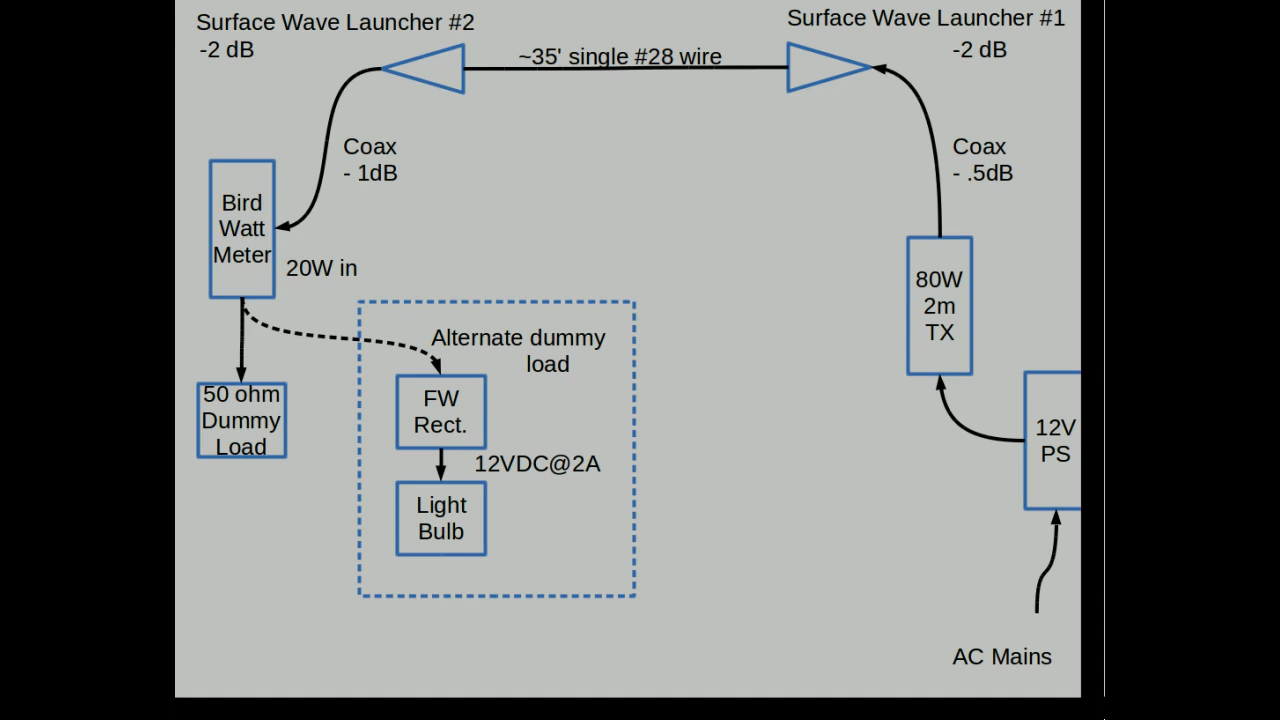 Surface Wave Launcher #2
-2 dB
Surface Wave Launcher #1
-2 dB
~35' single #28 wire
Coax
- 1dB
Coax
- .5dB
Bird
Watt
Meter
20W in
80W
2m
TX
Alternate dummy
load
50 ohm
Dummy
Load
FW
Rect.
12VDC@2A
12V
PS
Light
Bulb
AC Mains